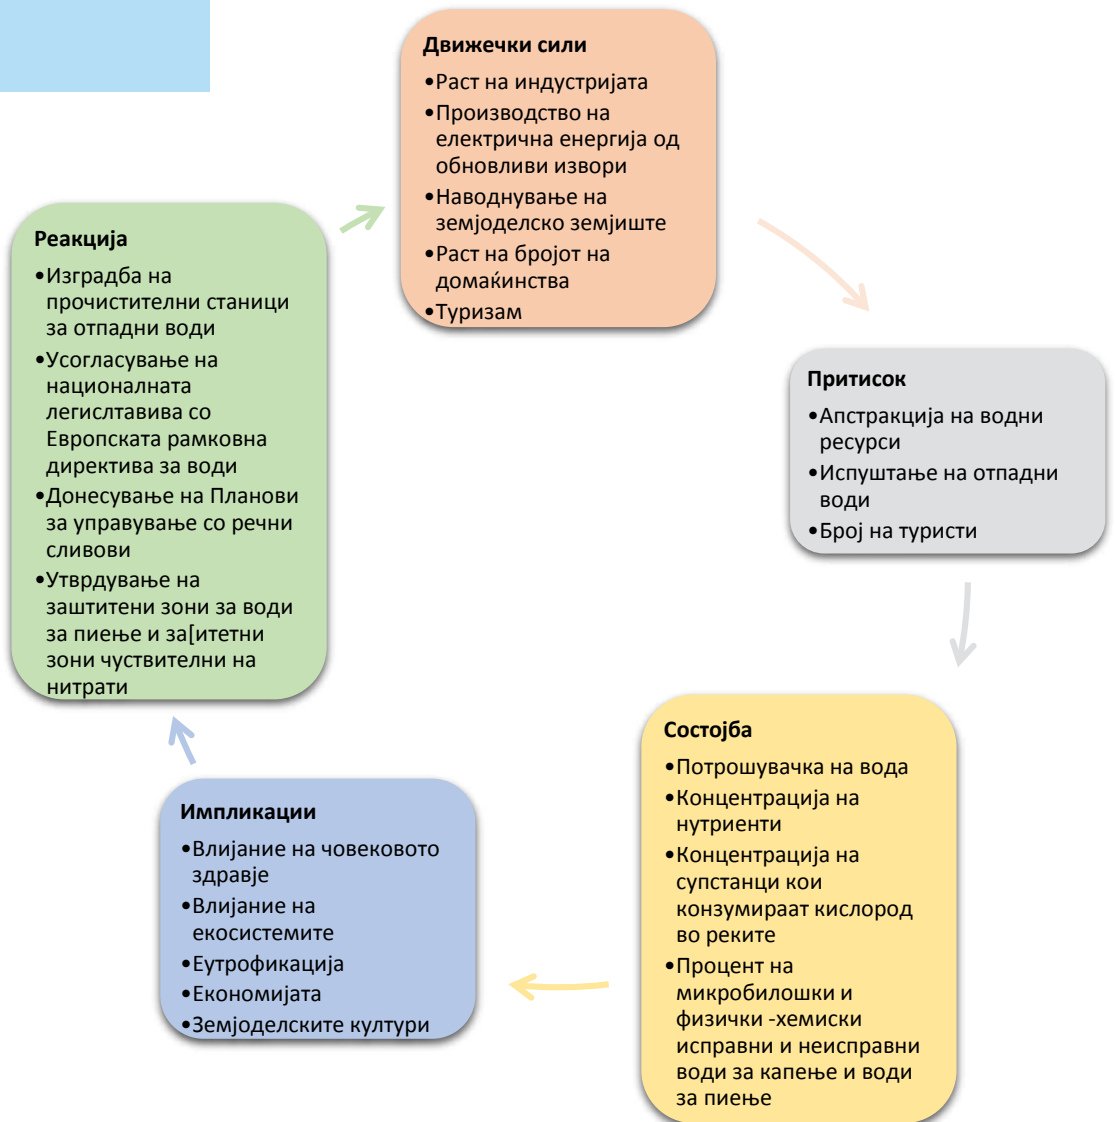 Движечки сили
•Раст на индустријата
•Производство на
електрична енергија од
обновливи извори
•Наводнување на
земјоделско земјиште
•Раст на бројот на
домаќинства
•Туризам
Притисок
•Апстракција на водни
ресурси
•Испуштање на отпадни
води
•Број на туристи
Состојба
•Потрошувачка на вода
•Концентрација на
нутриенти
•Концентрација на
супстанци кои
конзумираат кислород
во реките
•Процент на
микробилошки и
физички -хемиски
исправни и неисправни
води за капење и води
за пиење
Импликации
•Влијание на човековото
здравје
•Влијание на
екосистемите
•Еутрофикација
•Економијата
•Земјоделските култури
Реакција
•Изградба на
прочистителни станици
за отпадни води
•Усогласување на
националната
легислтавива со
Европската рамковна
директива за води
•Донесување на Планови
за управување со речни
сливови
•Утврдување на
заштитени зони за води
за пиење и за[итетни
зони чуствителни на
нитрати